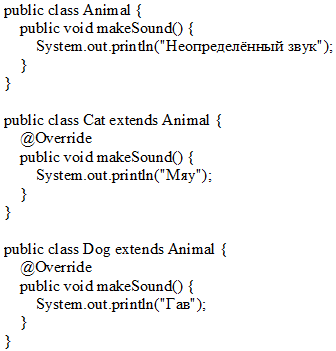 public class Animal {
    public void makeSound() {
        System.out.println("Неопределённый звук");
    }
}

public class Cat extends Animal {
    @Override
    public void makeSound() {
        System.out.println("Мяу");
    }
}

public class Dog extends Animal {
    @Override
    public void makeSound() {
        System.out.println("Гав");
    }
}